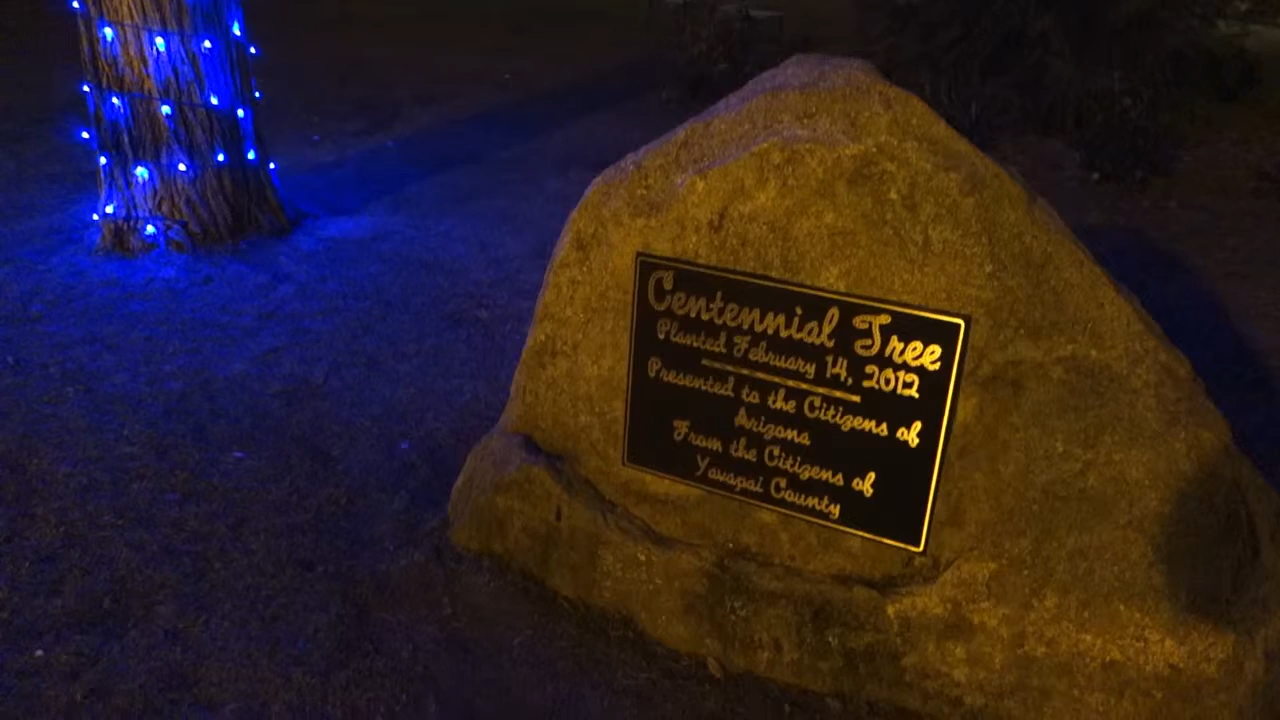 Centennial Tree
Planted February 14, 2012
Presented to the Citizens of
Arizona
From the Citizens of
Yavapai County